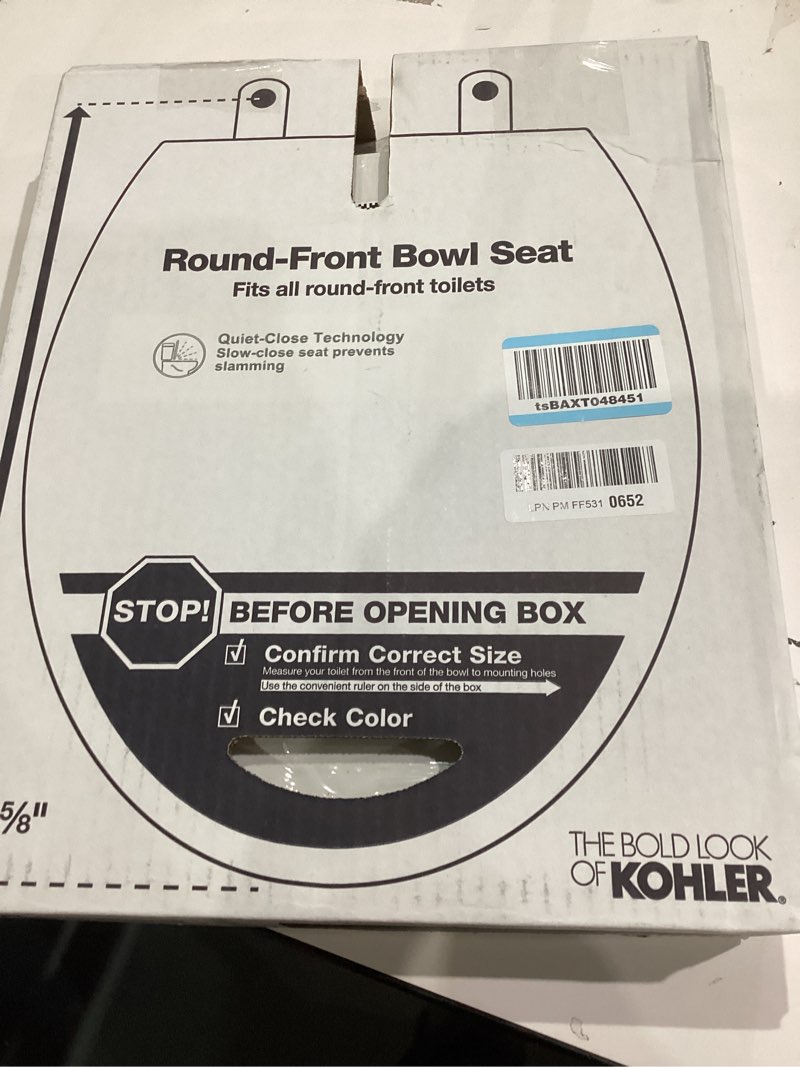 Round-Front Bowl Seat
Fits all round-front toilets
Quiet-Close Technology
Slow-close seat prevents
slamming
tsBAXT048451
LPN PM FF531 0652
STOP! BEFORE OPENING BOX
Confirm Correct Size
Measure your toilet from the front of the bowl to mounting holes
Use the convenient ruler on the side of the box
Check Color
5/8"
THE BOLD LOOK
OF KOHLER®